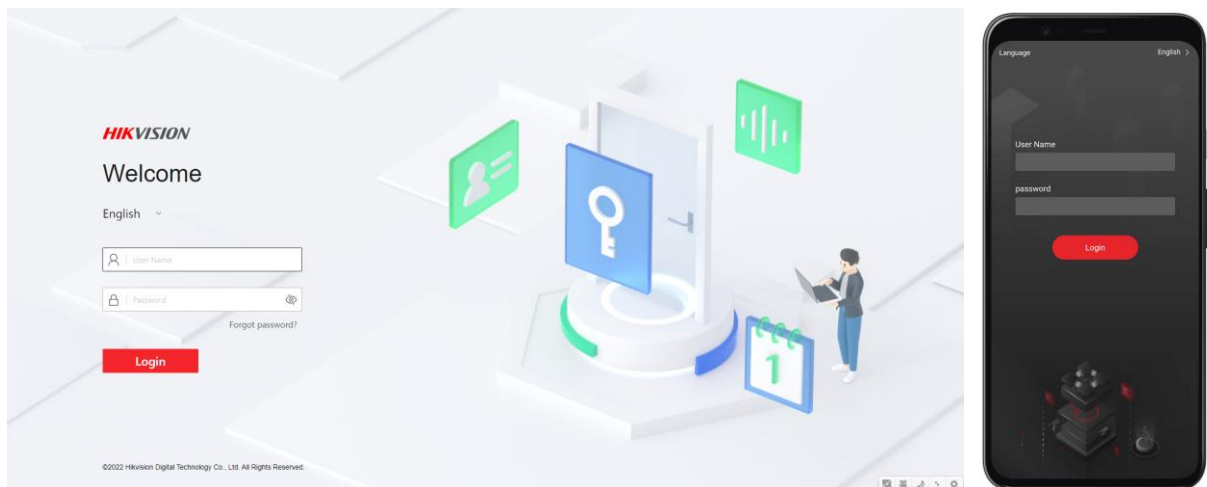 HIKVISION
Welcome
English
User Name
Password
Forgot password?
Login
©2022 Hikvision Digital Technology Co., Ltd. All Rights Reserved.
1
Language English >
User Name
password
Login